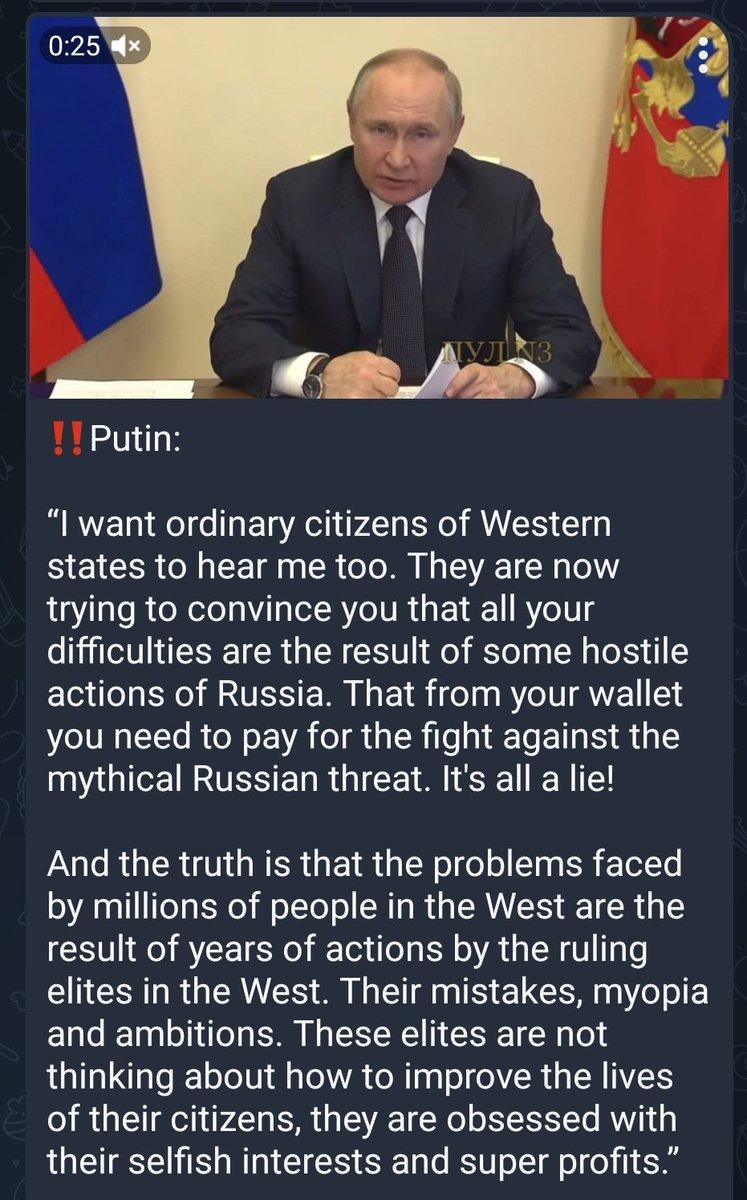 0:25
ПУЛ N3
‼️Putin:
“I want ordinary citizens of Western
states to hear me too. They are now
trying to convince you that all your
difficulties are the result of some hostile
actions of Russia. That from your wallet
you need to pay for the fight against the
mythical Russian threat. It's all a lie!
And the truth is that the problems faced
by millions of people in the West are the
result of years of actions by the ruling
elites in the West. Their mistakes, myopia
and ambitions. These elites are not
thinking about how to improve the lives
of their citizens, they are obsessed with
their selfish interests and super profits.”